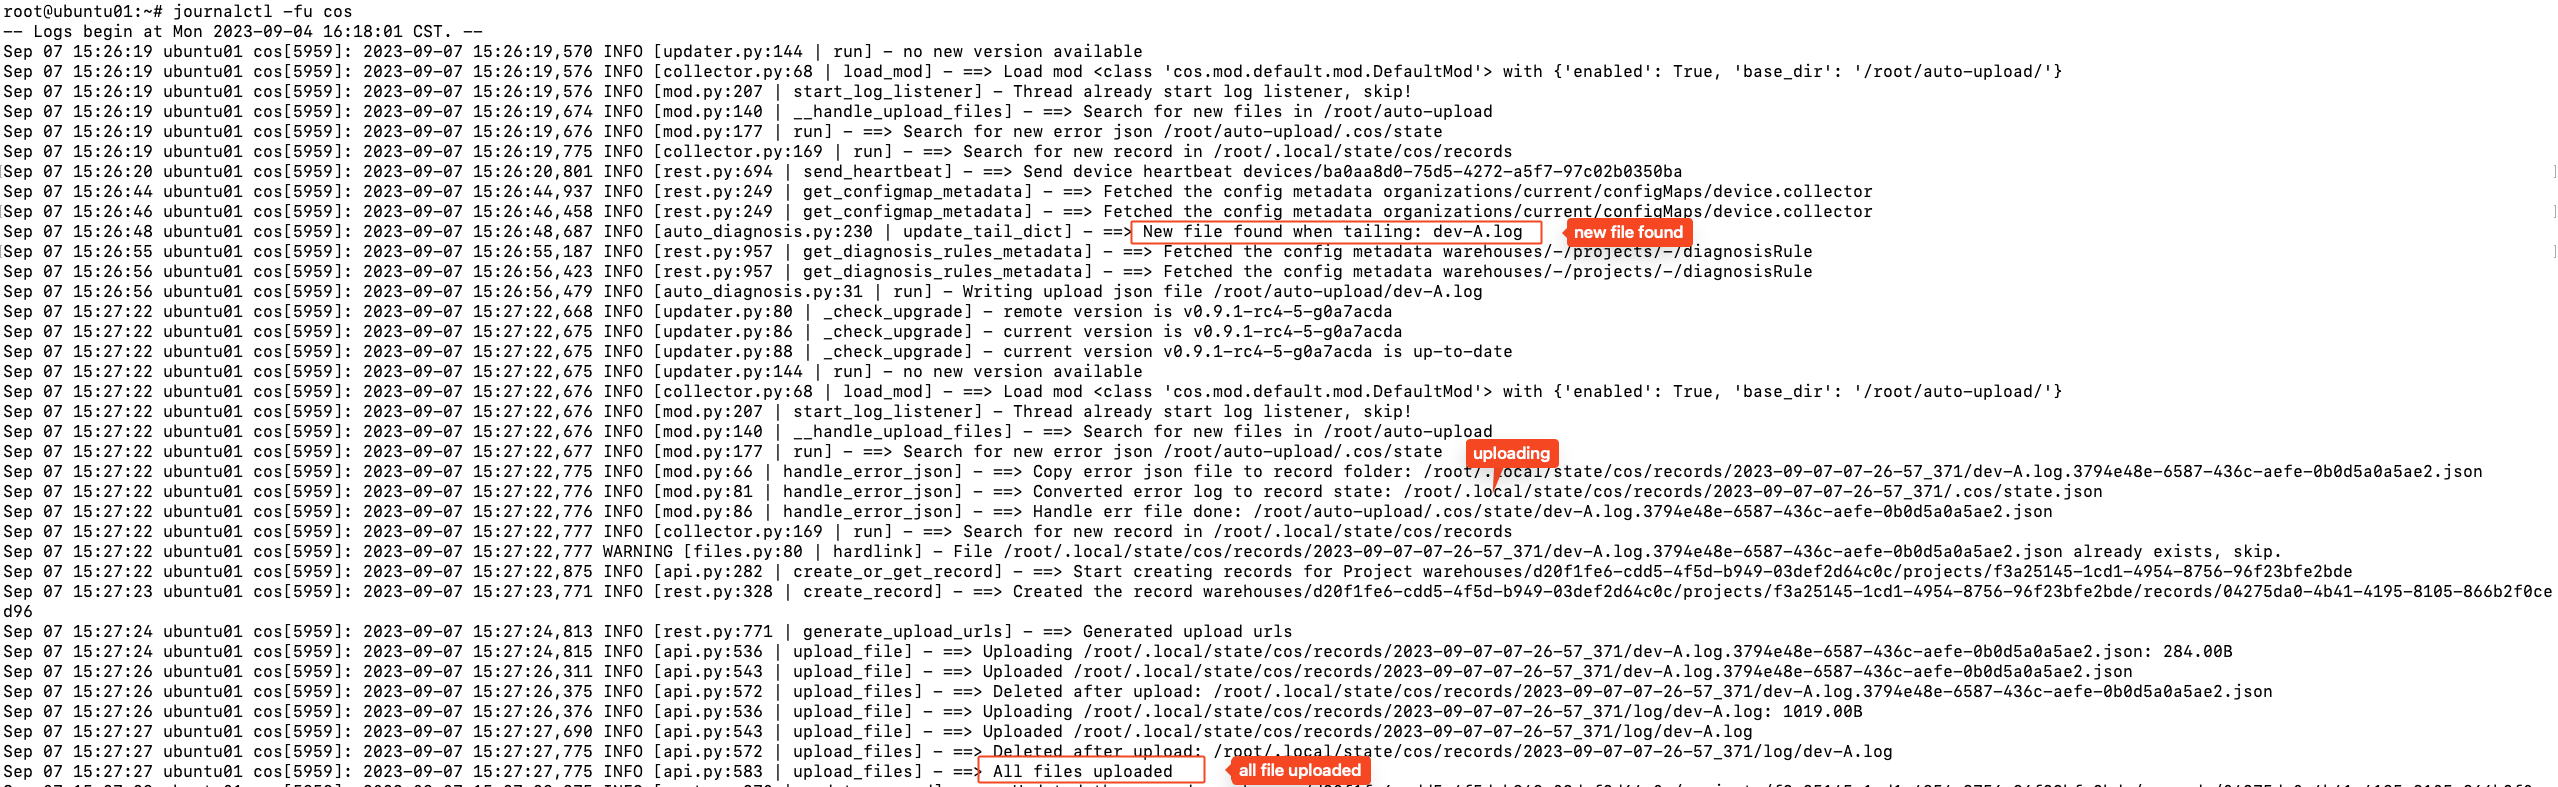 root@ubuntu01:~# journalctl -fu cos
-- Logs begin at Mon 2023-09-04 16:18:01 CST. --
Sep 07 15:26:19 ubuntu01 cos[5959]: 2023-09-07 15:26:19,570 INFO [updater.py:144 | run] - no new version available
Sep 07 15:26:19 ubuntu01 cos[5959]: 2023-09-07 15:26:19,576 INFO [collector.py:68 | load_mod] - ==> Load mod <class 'cos.mod.default.mod.DefaultMod'> with {'enabled': True, 'base_dir': '/root/auto-upload/'}
Sep 07 15:26:19 ubuntu01 cos[5959]: 2023-09-07 15:26:19,576 INFO [mod.py:207 | start_log_listener] - Thread already start log listener, skip!
Sep 07 15:26:19 ubuntu01 cos[5959]: 2023-09-07 15:26:19,674 INFO [mod.py:140 | __handle_upload_files] - ==> Search for new files in /root/auto-upload
Sep 07 15:26:19 ubuntu01 cos[5959]: 2023-09-07 15:26:19,676 INFO [mod.py:177 | run] - ==> Search for new error json /root/auto-upload/.cos/state
Sep 07 15:26:19 ubuntu01 cos[5959]: 2023-09-07 15:26:19,775 INFO [collector.py:169 | run] - ==> Search for new record in /root/.local/state/cos/records
Sep 07 15:26:20 ubuntu01 cos[5959]: 2023-09-07 15:26:20,801 INFO [rest.py:694 | send_heartbeat] - ==> Send device heartbeat devices/ba0aa8d0-75d5-4272-a5f7-97c02b0350ba
Sep 07 15:26:44 ubuntu01 cos[5959]: 2023-09-07 15:26:44,937 INFO [rest.py:249 | get_configmap_metadata] - ==> Fetched the config metadata organizations/current/configMaps/device.collector
Sep 07 15:26:46 ubuntu01 cos[5959]: 2023-09-07 15:26:46,458 INFO [rest.py:249 | get_configmap_metadata] - ==> Fetched the config metadata organizations/current/configMaps/device.collector
Sep 07 15:26:48 ubuntu01 cos[5959]: 2023-09-07 15:26:48,687 INFO [auto_diagnosis.py:230 | update_tail_dict] - ==> New file found when tailing: dev-A.log
new file found
Sep 07 15:26:55 ubuntu01 cos[5959]: 2023-09-07 15:26:55,187 INFO [rest.py:957 | get_diagnosis_rules_metadata] - ==> Fetched the config metadata warehouses/-/projects/-/diagnosisRule
Sep 07 15:26:56 ubuntu01 cos[5959]: 2023-09-07 15:26:56,423 INFO [rest.py:957 | get_diagnosis_rules_metadata] - ==> Fetched the config metadata warehouses/-/projects/-/diagnosisRule
Sep 07 15:26:56 ubuntu01 cos[5959]: 2023-09-07 15:26:56,479 INFO [auto_diagnosis.py:31 | run] - Writing upload json file /root/auto-upload/dev-A.log
Sep 07 15:27:22 ubuntu01 cos[5959]: 2023-09-07 15:27:22,668 INFO [updater.py:80 | _check_upgrade] - remote version is v0.9.1-rc4-5-g0a7acda
Sep 07 15:27:22 ubuntu01 cos[5959]: 2023-09-07 15:27:22,675 INFO [updater.py:86 | _check_upgrade] - current version is v0.9.1-rc4-5-g0a7acda
Sep 07 15:27:22 ubuntu01 cos[5959]: 2023-09-07 15:27:22,675 INFO [updater.py:88 | _check_upgrade] - current version v0.9.1-rc4-5-g0a7acda is up-to-date
Sep 07 15:27:22 ubuntu01 cos[5959]: 2023-09-07 15:27:22,675 INFO [updater.py:144 | run] - no new version available
Sep 07 15:27:22 ubuntu01 cos[5959]: 2023-09-07 15:27:22,676 INFO [collector.py:68 | load_mod] - ==> Load mod <class 'cos.mod.default.mod.DefaultMod'> with {'enabled': True, 'base_dir': '/root/auto-upload/'}
Sep 07 15:27:22 ubuntu01 cos[5959]: 2023-09-07 15:27:22,676 INFO [mod.py:207 | start_log_listener] - Thread already start log listener, skip!
Sep 07 15:27:22 ubuntu01 cos[5959]: 2023-09-07 15:27:22,676 INFO [mod.py:140 | __handle_upload_files] - ==> Search for new files in /root/auto-upload
Sep 07 15:27:22 ubuntu01 cos[5959]: 2023-09-07 15:27:22,677 INFO [mod.py:177 | run] - ==> Search for new error json /root/auto-upload/.cos/state
uploading
Sep 07 15:27:22 ubuntu01 cos[5959]: 2023-09-07 15:27:22,775 INFO [mod.py:66 | handle_error_json] - ==> Copy error json file to record folder: /root/.local/state/cos/records/2023-09-07-07-26-57_371/dev-A.log.3794e48e-6587-436c-aefe-0b0d5a0a5ae2.json
Sep 07 15:27:22 ubuntu01 cos[5959]: 2023-09-07 15:27:22,776 INFO [mod.py:81 | handle_error_json] - ==> Converted error log to record state: /root/.local/state/cos/records/2023-09-07-07-26-57_371/.cos/state.json
Sep 07 15:27:22 ubuntu01 cos[5959]: 2023-09-07 15:27:22,776 INFO [mod.py:86 | handle_error_json] - ==> Handle err file done: /root/auto-upload/.cos/state/dev-A.log.3794e48e-6587-436c-aefe-0b0d5a0a5ae2.json
Sep 07 15:27:22 ubuntu01 cos[5959]: 2023-09-07 15:27:22,777 INFO [collector.py:169 | run] - ==> Search for new record in /root/.local/state/cos/records
Sep 07 15:27:22 ubuntu01 cos[5959]: 2023-09-07 15:27:22,777 WARNING [files.py:80 | hardlink] - File /root/.local/state/cos/records/2023-09-07-07-26-57_371/dev-A.log.3794e48e-6587-436c-aefe-0b0d5a0a5ae2.json already exists, skip.
Sep 07 15:27:22 ubuntu01 cos[5959]: 2023-09-07 15:27:22,875 INFO [api.py:282 | create_or_get_record] - ==> Start creating records for Project warehouses/d20f1fe6-cdd5-4f5d-b949-03def2d64c0c/projects/f3a25145-1cd1-4954-8756-96f23bfe2bde
Sep 07 15:27:23 ubuntu01 cos[5959]: 2023-09-07 15:27:23,771 INFO [rest.py:328 | create_record] - ==> Created the record warehouses/d20f1fe6-cdd5-4f5d-b949-03def2d64c0c/projects/f3a25145-1cd1-4954-8756-96f23bfe2bde/records/04275da0-4b41-4195-8105-866b2f0ce
d96
Sep 07 15:27:24 ubuntu01 cos[5959]: 2023-09-07 15:27:24,813 INFO [rest.py:771 | generate_upload_urls] - ==> Generated upload urls
Sep 07 15:27:24 ubuntu01 cos[5959]: 2023-09-07 15:27:24,815 INFO [api.py:536 | upload_file] - ==> Uploading /root/.local/state/cos/records/2023-09-07-07-26-57_371/dev-A.log.3794e48e-6587-436c-aefe-0b0d5a0a5ae2.json: 284.00B
Sep 07 15:27:26 ubuntu01 cos[5959]: 2023-09-07 15:27:26,311 INFO [api.py:543 | upload_file] - ==> Uploaded /root/.local/state/cos/records/2023-09-07-07-26-57_371/dev-A.log.3794e48e-6587-436c-aefe-0b0d5a0a5ae2.json
Sep 07 15:27:26 ubuntu01 cos[5959]: 2023-09-07 15:27:26,375 INFO [api.py:572 | upload_files] - ==> Deleted after upload: /root/.local/state/cos/records/2023-09-07-07-26-57_371/dev-A.log.3794e48e-6587-436c-aefe-0b0d5a0a5ae2.json
Sep 07 15:27:26 ubuntu01 cos[5959]: 2023-09-07 15:27:26,376 INFO [api.py:536 | upload_file] - ==> Uploading /root/.local/state/cos/records/2023-09-07-07-26-57_371/log/dev-A.log: 1019.00B
Sep 07 15:27:27 ubuntu01 cos[5959]: 2023-09-07 15:27:27,690 INFO [api.py:543 | upload_file] - ==> Uploaded /root/.local/state/cos/records/2023-09-07-07-26-57_371/log/dev-A.log
Sep 07 15:27:27 ubuntu01 cos[5959]: 2023-09-07 15:27:27,775 INFO [api.py:572 | upload_files] - ==> Deleted after upload: /root/.local/state/cos/records/2023-09-07-07-26-57_371/log/dev-A.log
Sep 07 15:27:27 ubuntu01 cos[5959]: 2023-09-07 15:27:27,775 INFO [api.py:583 | upload_files] - ==> All files uploaded
all file uploaded